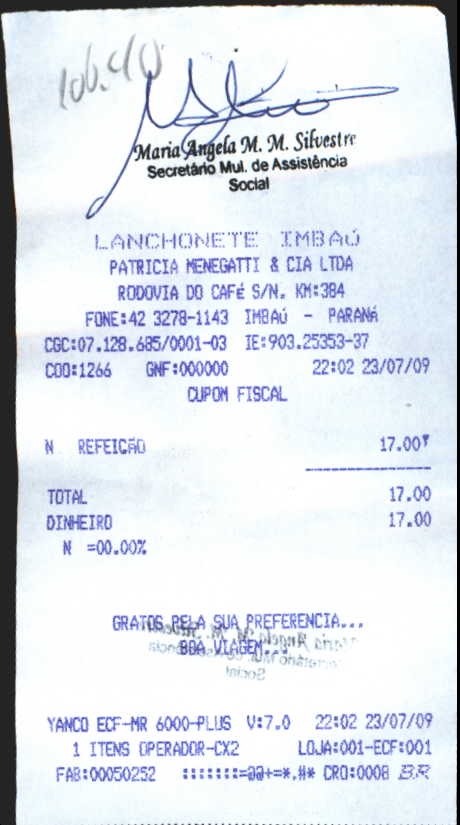 106.40
Maria Angela M. M. Silvestre
Secretário Mul. de Assistência
Social
LANCHONETE IMBAÚ
PATRICIA MENEGATTI & CIA LTDA
RODOVIA DO CAFÉ S/N. KM:384
FONE:42 3278-1143 IMBAÚ - PARANÁ
CGC:07.128.685/0001-03 IE:903.25353-37
COO:1266 GNF:000000 22:02 23/07/09
CUPOM FISCAL
N REFEIÇÃO 17.00
TOTAL 17.00
DINHEIRO 17.00
N =00.00%
GRATOS PELA SUA PREFERENCIA...
BOA VIAGEM...
YANCO ECF-MR 6000-PLUS V:7.0 22:02 23/07/09
1 ITENS OPERADOR-CX2 LOJA:001-ECF:001
FAB:00050252 :::::::=@@+=*.#* CRO:0008 BR